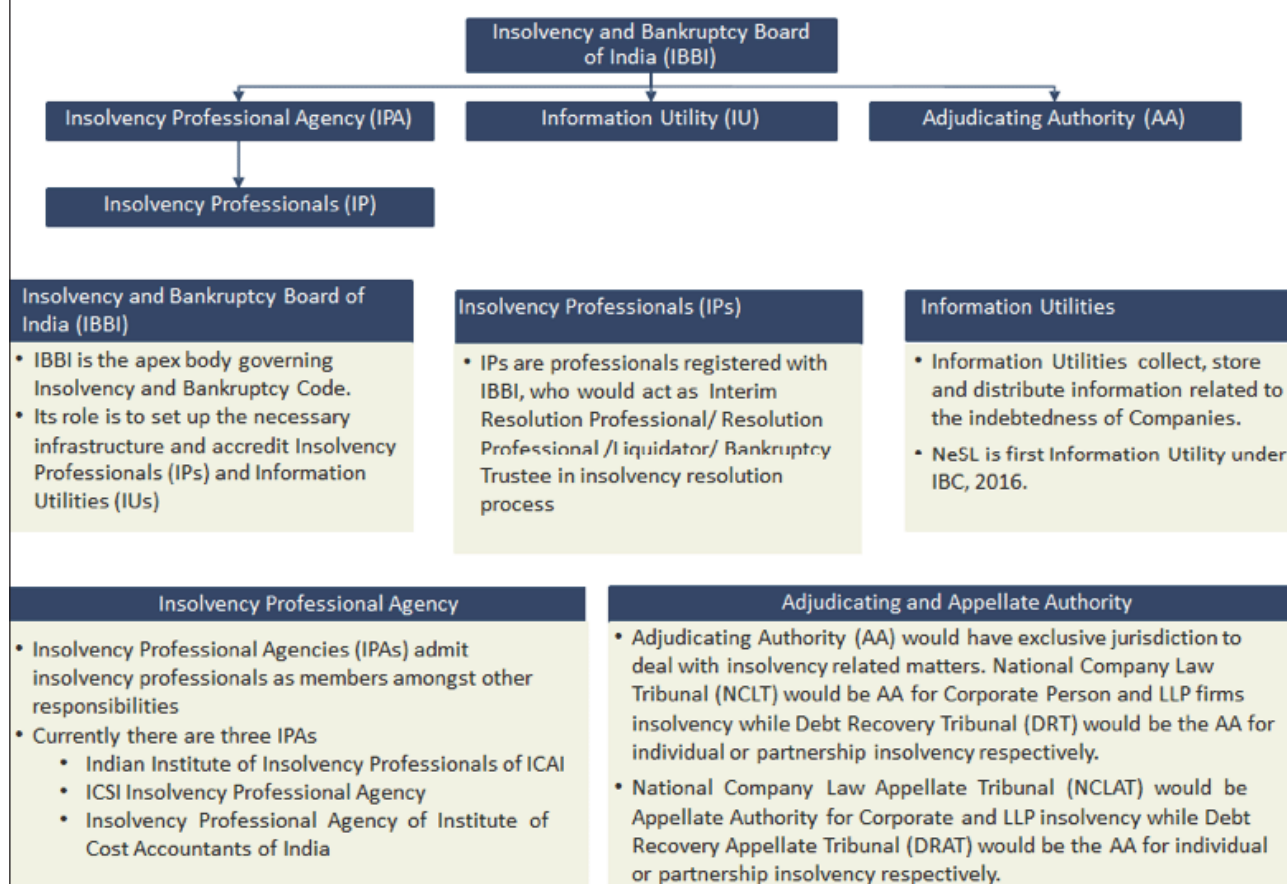 Insolvency and Bankruptcy Board
of India (IBBI)
Insolvency Professional Agency (IPA)
Information Utility (IU)
Adjudicating Authority (AA)
Insolvency Professionals (IP)
Insolvency and Bankruptcy Board of
India (IBBI)
• IBBI is the apex body governing
Insolvency and Bankruptcy Code.
• Its role is to set up the necessary
infrastructure and accredit Insolvency
Professionals (IPs) and Information
Utilities (IUs)
Insolvency Professionals (IPs)
• IPs are professionals registered with
IBBI, who would act as Interim
Resolution Professional/ Resolution
Professional /Liquidator/ Bankruptcy
Trustee in insolvency resolution
process
Information Utilities
• Information Utilities collect, store
and distribute information related to
the indebtedness of Companies.
• NeSL is first Information Utility under
IBC, 2016.
Insolvency Professional Agency
• Insolvency Professional Agencies (IPAs) admit
insolvency professionals as members amongst other
responsibilities
• Currently there are three IPAs
• Indian Institute of Insolvency Professionals of ICAI
• ICSI Insolvency Professional Agency
• Insolvency Professional Agency of Institute of
Cost Accountants of India
Adjudicating and Appellate Authority
• Adjudicating Authority (AA) would have exclusive jurisdiction to
deal with insolvency related matters. National Company Law
Tribunal (NCLT) would be AA for Corporate Person and LLP firms
insolvency while Debt Recovery Tribunal (DRT) would be the AA for
individual or partnership insolvency respectively.
• National Company Law Appellate Tribunal (NCLAT) would be
Appellate Authority for Corporate and LLP insolvency while Debt
Recovery Appellate Tribunal (DRAT) would be the AA for individual
or partnership insolvency respectively.